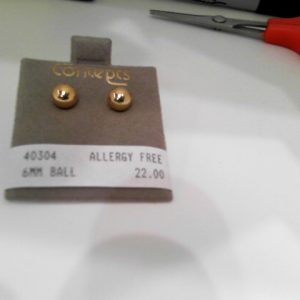 Concepts
40304 ALLERGY FREE
6MM BALL 22.00